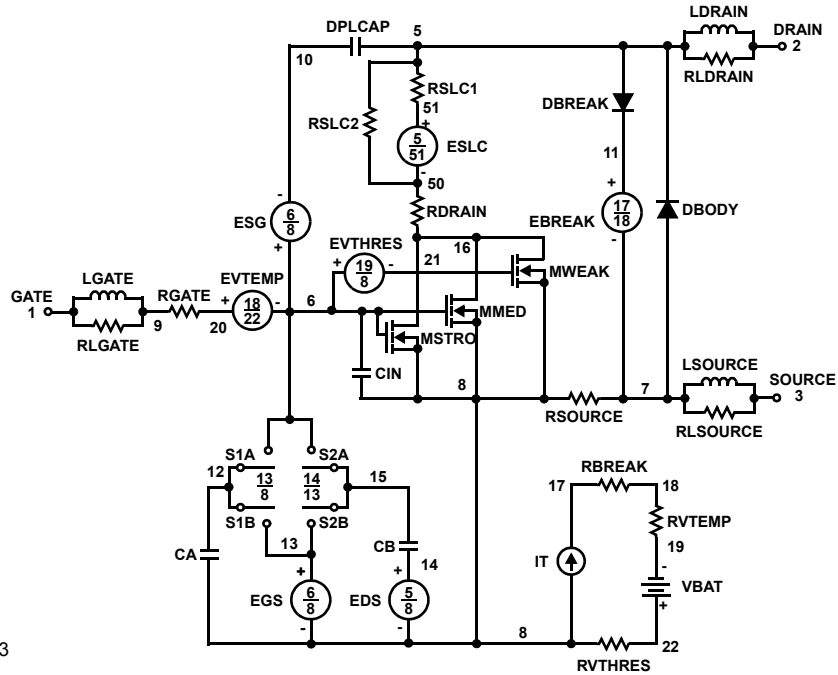 LDRAIN
DPLCAP 5 DRAIN
10 2
RLDRAIN
RSLC1
51
DBREAK
RSLC2 +
5
51
ESLC
11
-
50
+
-
17
18
DBODY
6
8
ESG
RDRAIN
EBREAK
+
EVTHRES
16
-
+ 19
8
- 21
MWEAK
LGATE EVTEMP
GATE RGATE + 18
22
- 6
MMED
1
9 20
RLGATE
MSTRO
CIN
LSOURCE
8 7 SOURCE
3
RSOURCE
RLSOURCE
S1A S2A
12 13
8
14
13
15
RBREAK
17 18
S1B S2B
RVTEMP
13
CA CB
19
+ + 14 IT
-
VBAT
EGS 6
8
EDS 5
8
+
- -
8
22
RVTHRES
3